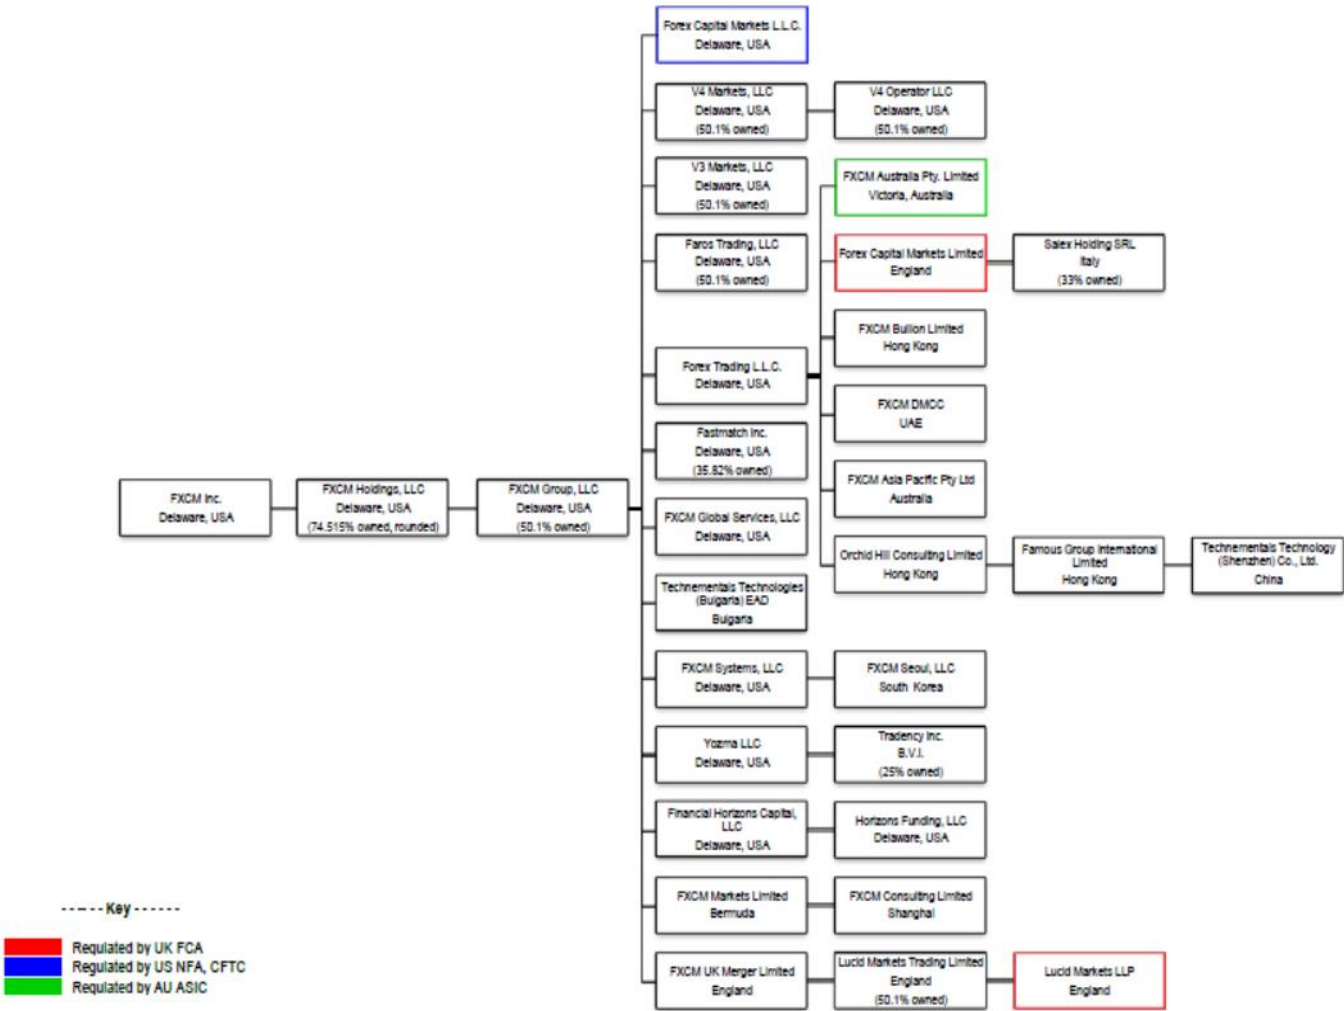 Forex Capital Markets L.L.C.
Delaware, USA
V4 Markets, LLC
Delaware, USA
(50.1% owned)
V4 Operator LLC
Delaware, USA
(50.1% owned)
V3 Markets, LLC
Delaware, USA
(50.1% owned)
FXCM Australia Pty. Limited
Victoria, Australia
Faros Trading, LLC
Delaware, USA
(50.1% owned)
Forex Capital Markets Limited
England
Salex Holding SRL
Italy
(33% owned)
FXCM Bullion Limited
Hong Kong
Forex Trading L.L.C.
Delaware, USA
FXCM DMCC
UAE
Fastmatch Inc.
Delaware, USA
(35.82% owned)
FXCM Asia Pacific Pty Ltd
Australia
FXCM Inc.
Delaware, USA
FXCM Holdings, LLC
Delaware, USA
(74.515% owned, rounded)
FXCM Group, LLC
Delaware, USA
(50.1% owned)
FXCM Global Services, LLC
Delaware, USA
Orchid Hill Consulting Limited
Hong Kong
Famous Group International
Limited
Hong Kong
Technementals Technology
(Shenzhen) Co., Ltd.
China
Technementals Technologies
(Bulgaria) EAD
Bulgaria
FXCM Systems, LLC
Delaware, USA
FXCM Seoul, LLC
South Korea
Yozma LLC
Delaware, USA
Tradency Inc.
B.V.I.
(25% owned)
Financial Horizons Capital,
LLC
Delaware, USA
Horizons Funding, LLC
Delaware, USA
FXCM Markets Limited
Bermuda
FXCM Consulting Limited
Shanghai
FXCM UK Merger Limited
England
Lucid Markets Trading Limited
England
(50.1% owned)
Lucid Markets LLP
England
------Key------
Regulated by UK FCA
Regulated by US NFA, CFTC
Regulated by AU ASIC